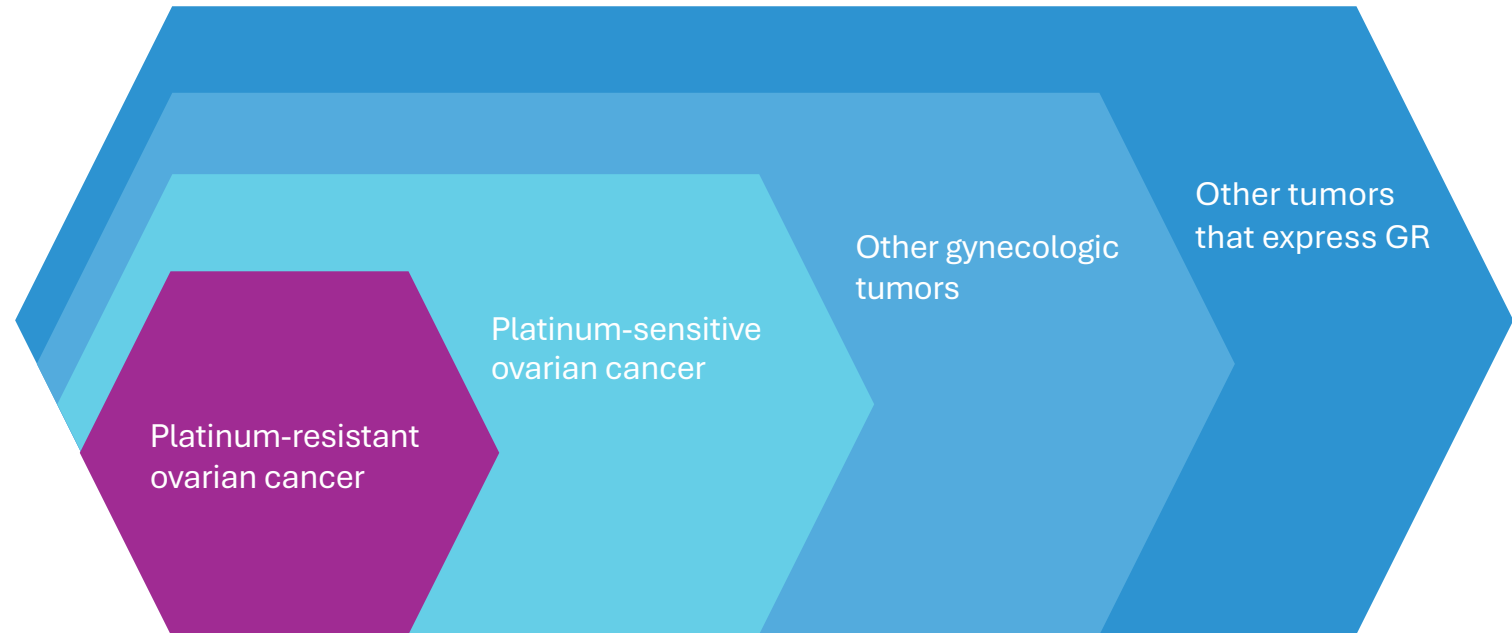 Other tumors
that express GR
Other gynecologic
tumors
Platinum-sensitive
ovarian cancer
Platinum-resistant
ovarian cancer